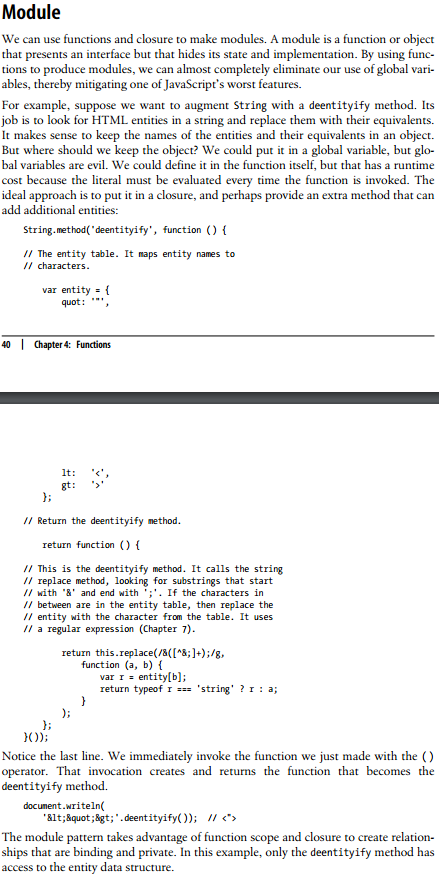 Module
We can use functions and closure to make modules. A module is a function or object
that presents an interface but that hides its state and implementation. By using func-
tions to produce modules, we can almost completely eliminate our use of global vari-
ables, thereby mitigating one of JavaScript's worst features.
For example, suppose we want to augment String with a deentityify method. Its
job is to look for HTML entities in a string and replace them with their equivalents.
It makes sense to keep the names of the entities and their equivalents in an object.
But where should we keep the object? We could put it in a global variable, but glo-
bal variables are evil. We could define it in the function itself, but that has a runtime
cost because the literal must be evaluated every time the function is invoked. The
ideal approach is to put it in a closure, and perhaps provide an extra method that can
add additional entities:
String.method('deentityify', function () {
// The entity table. It maps entity names to
// characters.
var entity = {
quot: '"',
40 | Chapter 4: Functions
lt: '<',
gt: '>'
};
// Return the deentityify method.
return function () {
// This is the deentityify method. It calls the string
// replace method, looking for substrings that start
// with '&' and end with ';'. If the characters in
// between are in the entity table, then replace the
// entity with the character from the table. It uses
// a regular expression (Chapter 7).
return this.replace(/&([^&;]+);/g,
function (a, b) {
var r = entity[b];
return typeof r === 'string' ? r : a;
}
);
};
}());
Notice the last line. We immediately invoke the function we just made with the ()
operator. That invocation creates and returns the function that becomes the
deentityify method.
document.writeln(
'&lt;&quot;&gt;'.deentityify()); // <">
The module pattern takes advantage of function scope and closure to create relation-
ships that are binding and private. In this example, only the deentityify method has
access to the entity data structure.